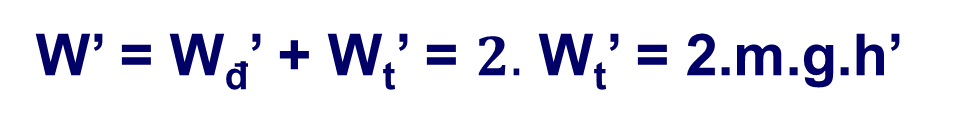 W’ = Wđ’ + Wt’ = 2. Wt’ = 2.m.g.h’